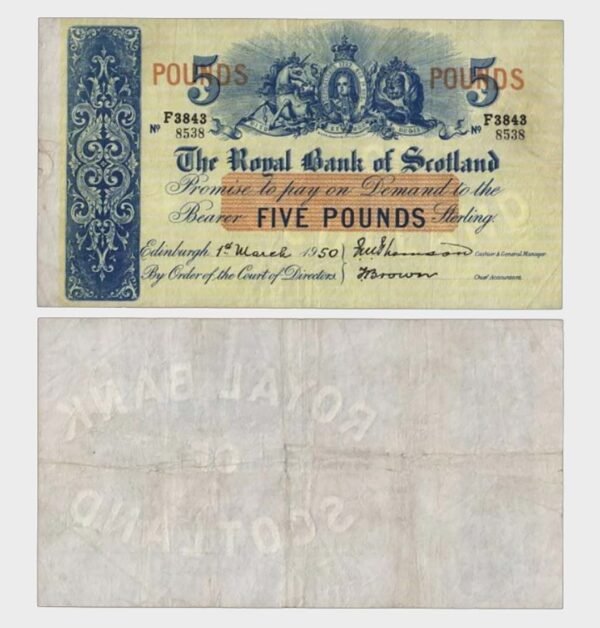 POUNDS 5
POUNDS 5
F3843
Nº 8538
F3843
Nº 8538
The Royal Bank of Scotland
Promise to pay on Demand to the
Bearer FIVE POUNDS Sterling.
Edinburgh 1st March 1950
By Order of the Court of Directors
Cashier & General Manager
Brown Chief Accountant
ROYAL BANK
OF
SCOTLAND